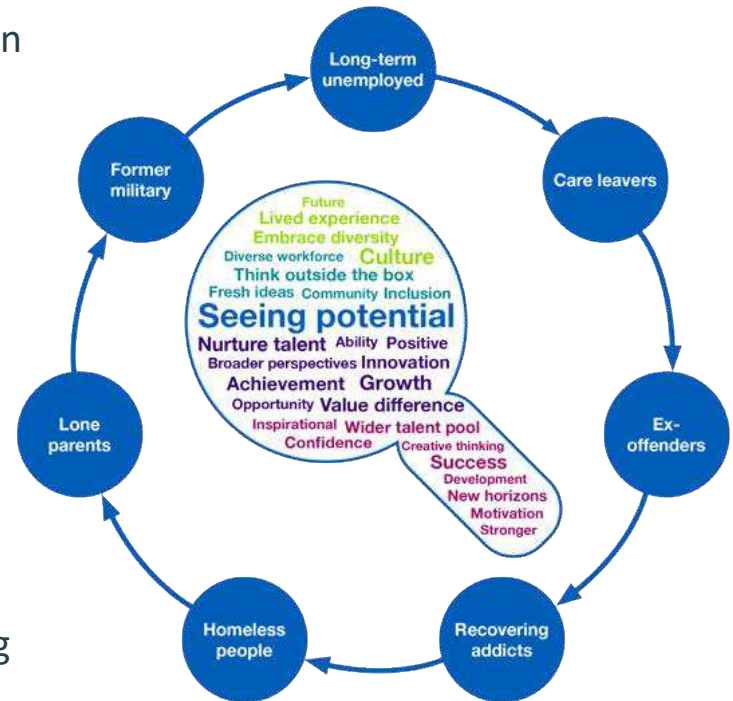 n
Long-term
unemployed
Care leavers
Ex-
offenders
Recovering
addicts
Homeless
people
Lone
parents
Former
military
Future
Lived experience
Embrace diversity
Diverse workforce Culture
Think outside the box
Fresh ideas Community Inclusion
Seeing potential
Nurture talent Ability Positive
Broader perspectives Innovation
Achievement Growth
Opportunity Value difference
Inspirational Wider talent pool
Confidence Creative thinking
Success
Development
New horizons
Motivation
Stronger
g